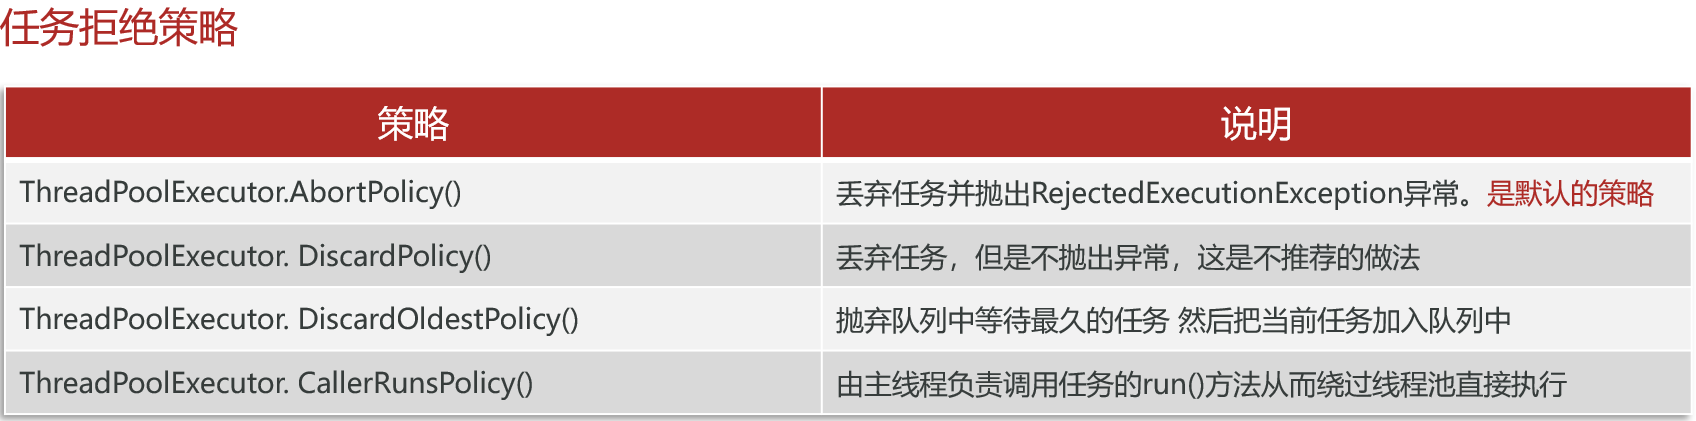 任务拒绝策略
策略 说明
ThreadPoolExecutor.AbortPolicy() 丢弃任务并抛出RejectedExecutionException异常。是默认的策略
ThreadPoolExecutor. DiscardPolicy() 丢弃任务，但是不抛出异常，这是不推荐的做法
ThreadPoolExecutor. DiscardOldestPolicy() 抛弃队列中等待最久的任务 然后把当前任务加入队列中
ThreadPoolExecutor. CallerRunsPolicy() 由主线程负责调用任务的run()方法从而绕过线程池直接执行